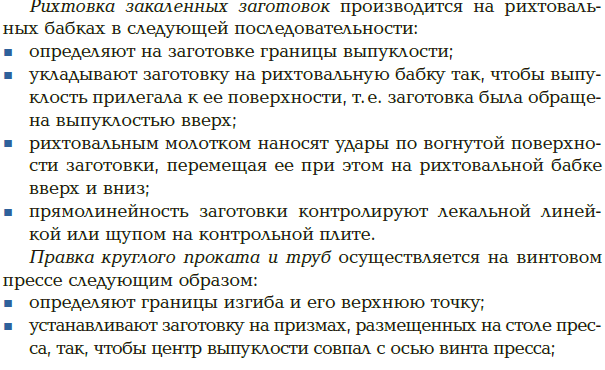 Рихтовка закаленных заготовок производится на рихтоваль-
ных бабках в следующей последовательности:
▪ определяют на заготовке границы выпуклости;
▪ укладывают заготовку на рихтовальную бабку так, чтобы выпу-
клость прилегала к ее поверхности, т. е. заготовка была обраще-
на выпуклостью вверх;
▪ рихтовальным молотком наносят удары по вогнутой поверхно-
сти заготовки, перемещая ее при этом на рихтовальной бабке
вверх и вниз;
▪ прямолинейность заготовки контролируют лекальной линей-
кой или щупом на контрольной плите.
Правка круглого проката и труб осуществляется на винтовом
прессе следующим образом:
▪ определяют границы изгиба и его верхнюю точку;
▪ устанавливают заготовку на призмах, размещенных на столе прес-
са, так, чтобы центр выпуклости совпал с осью винта пресса;